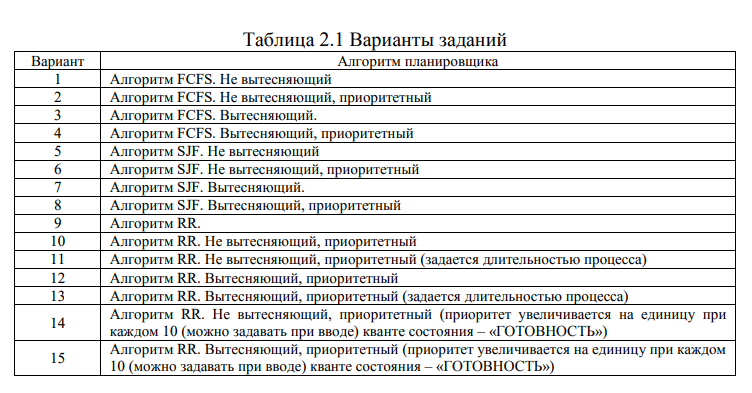 Таблица 2.1 Варианты заданий
Вариант Алгоритм планировщика
1 Алгоритм FCFS. Не вытесняющий
2 Алгоритм FCFS. Не вытесняющий, приоритетный
3 Алгоритм FCFS. Вытесняющий.
4 Алгоритм FCFS. Вытесняющий, приоритетный
5 Алгоритм SJF. Не вытесняющий
6 Алгоритм SJF. Не вытесняющий, приоритетный
7 Алгоритм SJF. Вытесняющий.
8 Алгоритм SJF. Вытесняющий, приоритетный
9 Алгоритм RR.
10 Алгоритм RR. Не вытесняющий, приоритетный
11 Алгоритм RR. Не вытесняющий, приоритетный (задается длительностью процесса)
12 Алгоритм RR. Вытесняющий, приоритетный
13 Алгоритм RR. Вытесняющий, приоритетный (задается длительностью процесса)
14 Алгоритм RR. Не вытесняющий, приоритетный (приоритет увеличивается на единицу при
каждом 10 (можно задавать при вводе) кванте состояния – «ГОТОВНОСТЬ»)
15 Алгоритм RR. Вытесняющий, приоритетный (приоритет увеличивается на единицу при каждом
10 (можно задавать при вводе) кванте состояния – «ГОТОВНОСТЬ»)